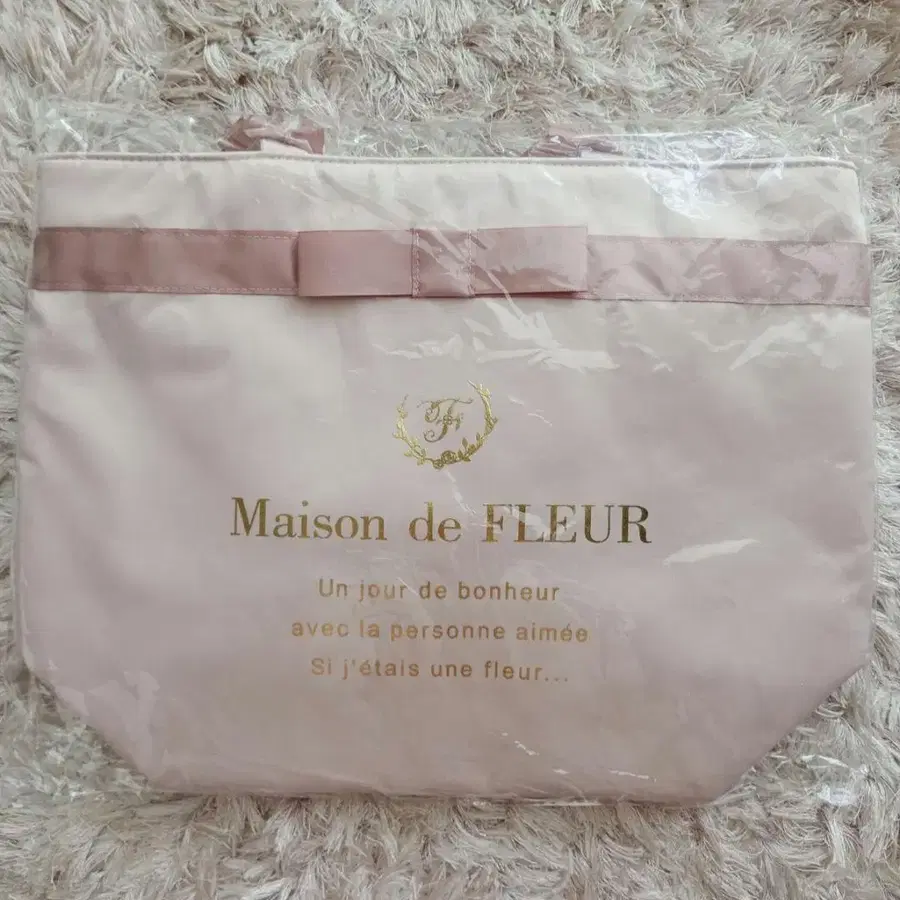 F
Maison de FLEUR
Un jour de bonheur
avec la personne aimée
Si j'étais une fleur...